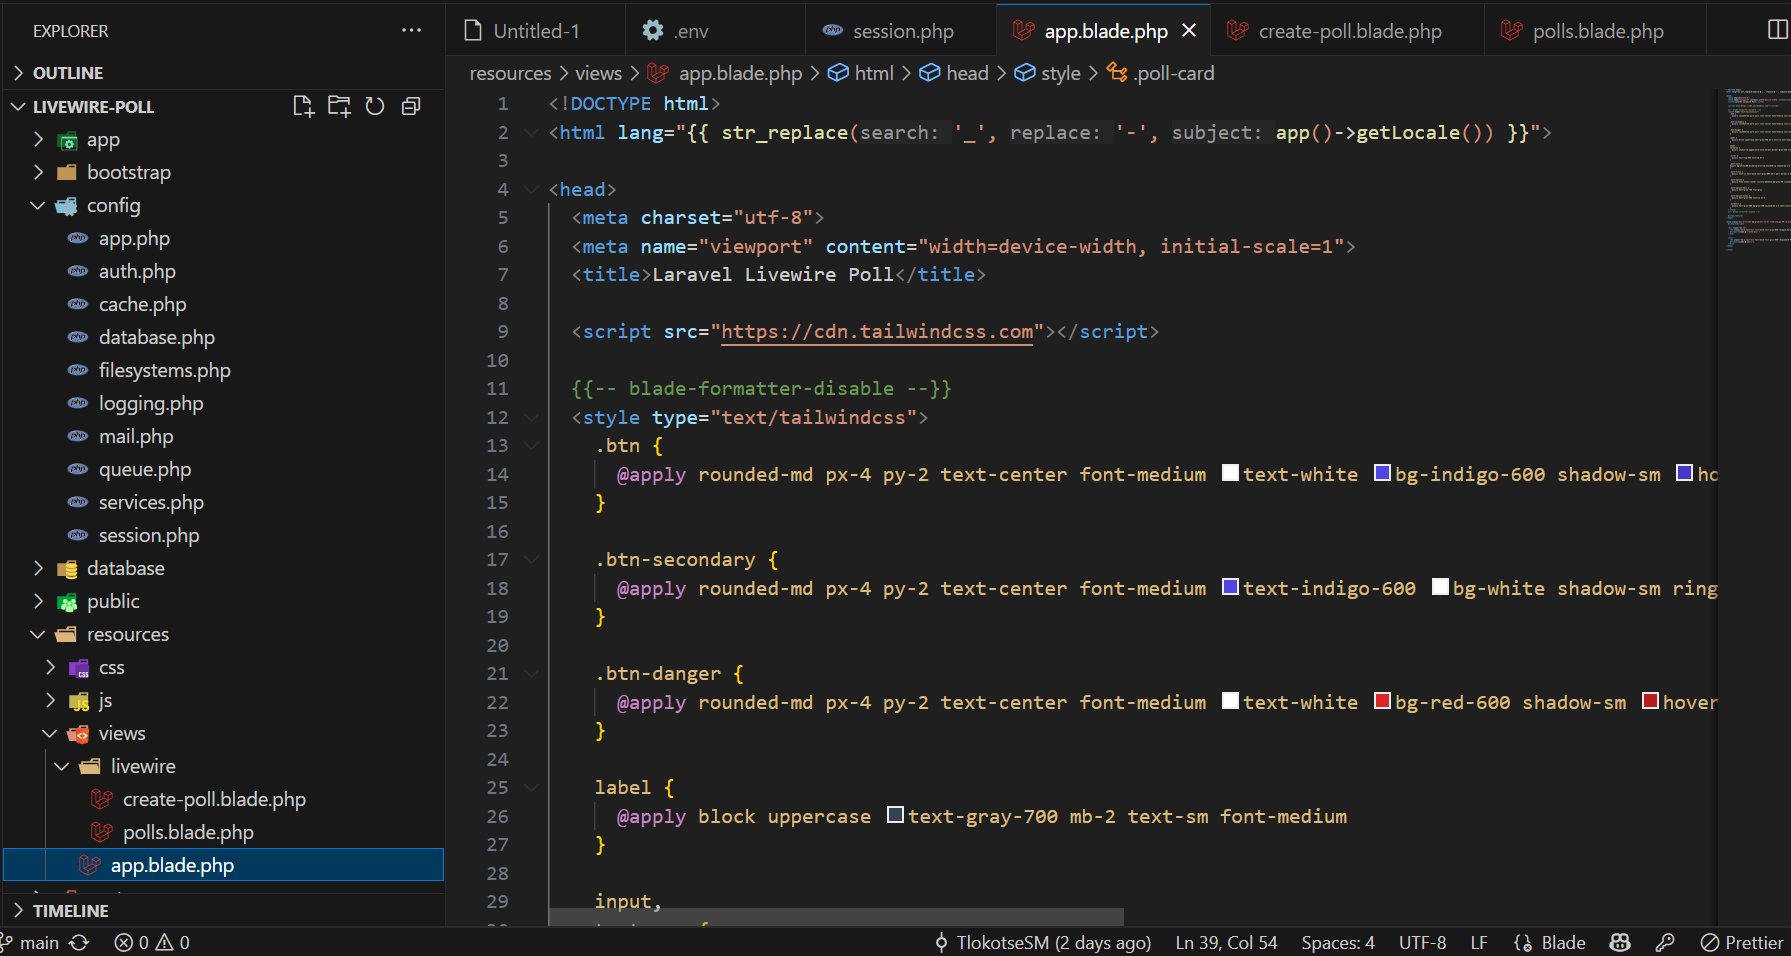 EXPLORER
OUTLINE
LIVEWIRE-POLL
app
bootstrap
config
app.php
auth.php
cache.php
database.php
filesystems.php
logging.php
mail.php
queue.php
services.php
session.php
database
public
resources
css
js
views
livewire
create-poll.blade.php
polls.blade.php
app.blade.php
TIMELINE
Untitled-1
.env
session.php
app.blade.php
create-poll.blade.php
polls.blade.php
resources > views > app.blade.php > html > head > style > .poll-card
1 <!DOCTYPE html>
2 <html lang="{{ str_replace(search: '_', replace: '-', subject: app()->getLocale()) }}">
3
4 <head>
5 <meta charset="utf-8">
6 <meta name="viewport" content="width=device-width, initial-scale=1">
7 <title>Laravel Livewire Poll</title>
8
9 <script src="https://cdn.tailwindcss.com"></script>
10
11 {{-- blade-formatter-disable --}}
12 <style type="text/tailwindcss">
13 .btn {
14 @apply rounded-md px-4 py-2 text-center font-medium text-white bg-indigo-600 shadow-sm ho
15 }
16
17 .btn-secondary {
18 @apply rounded-md px-4 py-2 text-center font-medium text-indigo-600 bg-white shadow-sm ring
19 }
20
21 .btn-danger {
22 @apply rounded-md px-4 py-2 text-center font-medium text-white bg-red-600 shadow-sm hover
23 }
24
25 label {
26 @apply block uppercase text-gray-700 mb-2 text-sm font-medium
27 }
28
29 input,
main 0 0 TlokotseSM (2 days ago) Ln 39, Col 54 Spaces: 4 UTF-8 LF Blade Prettier